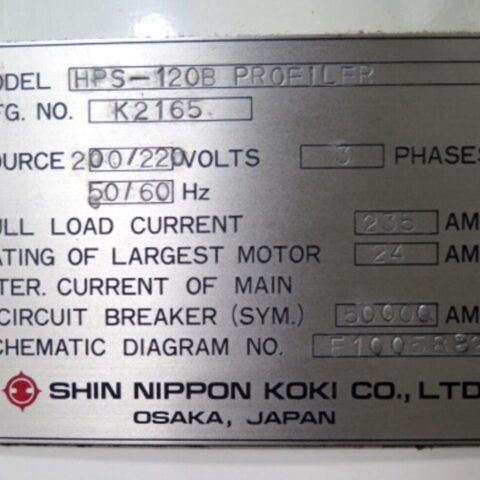 ODEL HPS-120B PROFILER
FG. NO. K2165
OURCE 200/220 VOLTS 3 PHASES
50/60 Hz
ULL LOAD CURRENT 235 AM
ATING OF LARGEST MOTOR 24 AM
TER. CURRENT OF MAIN
CIRCUIT BREAKER (SYM.) 50000 AM
CHEMATIC DIAGRAM NO.
SHIN NIPPON KOKI CO., LTD
OSAKA, JAPAN